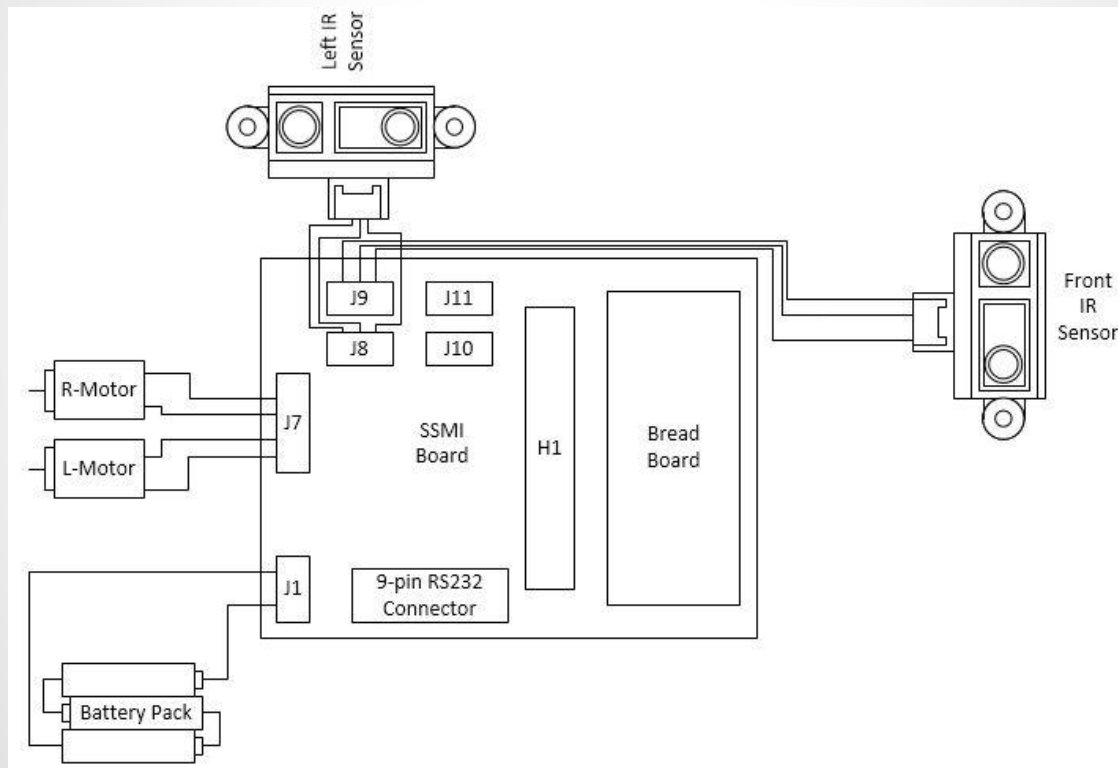 Left IR
Sensor
J9
J11
J8
J10
Front
IR
Sensor
R-Motor
J7
L-Motor
SSMI
Board
H1
Bread
Board
J1
9-pin RS232
Connector
Battery Pack